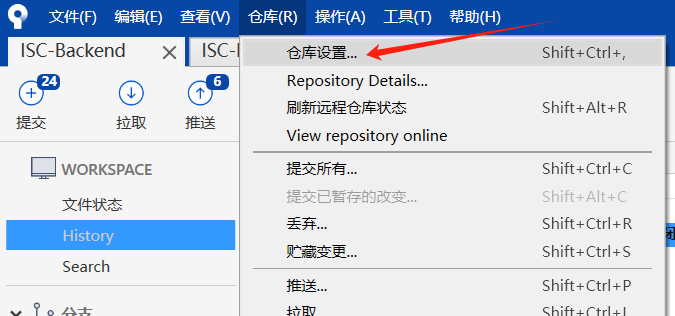 文件(F) 编辑(E) 查看(V) 仓库(R) 操作(A) 工具(T) 帮助(H)
ISC-Backend
ISC-
24
6
提交 拉取 推送
WORKSPACE
文件状态
History
Search
分支
仓库设置... Shift+Ctrl+,
Repository Details...
刷新远程仓库状态 Shift+Alt+R
View repository online
提交所有... Shift+Ctrl+C
提交已暂存的改变... Shift+Alt+C
丢弃... Shift+Ctrl+R
贮藏变更... Shift+Ctrl+S
推送... Shift+Ctrl+P
拉取 Shift+Ctrl+L